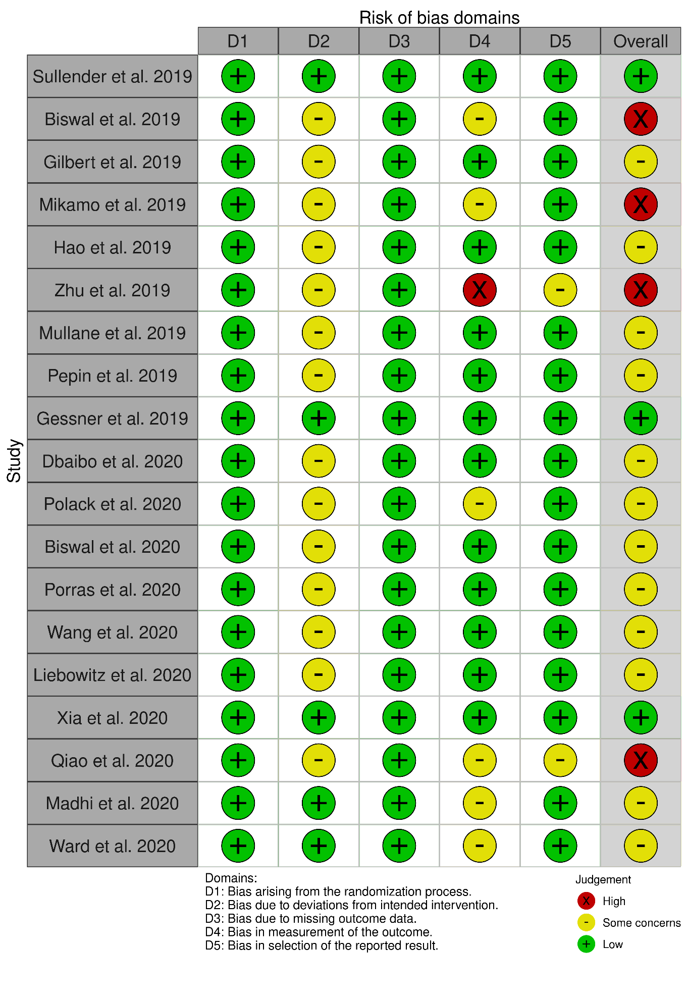 Risk of bias domains
D1 D2 D3 D4 D5 Overall
Sullender et al. 2019 + + + + + +
Biswal et al. 2019 + - + - + X
Gilbert et al. 2019 + - + + + -
Mikamo et al. 2019 + - + - + X
Hao et al. 2019 + - + + + -
Zhu et al. 2019 + - + X - X
Mullane et al. 2019 + - + + + -
Pepin et al. 2019 + - + + + -
Gessner et al. 2019 + + + + + +
Dbaibo et al. 2020 + - + + + -
Polack et al. 2020 + - + - + -
Biswal et al. 2020 + - + + + -
Porras et al. 2020 + - + + + -
Wang et al. 2020 + - + + + -
Liebowitz et al. 2020 + - + + + -
Xia et al. 2020 + + + + + +
Qiao et al. 2020 + - + - - X
Madhi et al. 2020 + + + - + -
Ward et al. 2020 + + + - + -
Study
Domains:
D1: Bias arising from the randomization process.
D2: Bias due to deviations from intended intervention.
D3: Bias due to missing outcome data.
D4: Bias in measurement of the outcome.
D5: Bias in selection of the reported result.
Judgement
X High
- Some concerns
+ Low